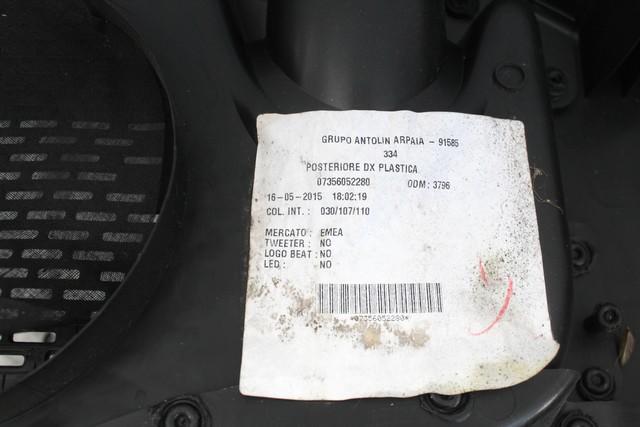 GRUPO ANTOLIN ARPAIA - 91585
334
POSTERIORE DX PLASTICA
07356052280 ODM: 3796
16-05-2015 18:02:19
COL. INT. : 030/107/110
MERCATO : EMEA
TWEETER : NO
LOGO BEAT : NO
LED : NO
*07356052280*